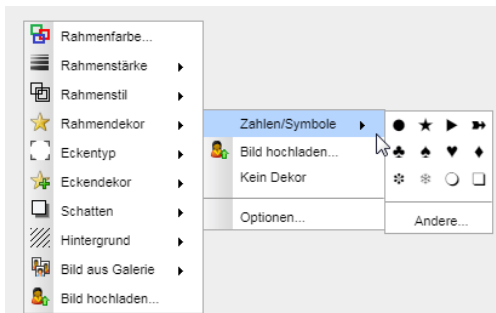 Rahmenfarbe...
Rahmenstärke
Rahmenstil
Rahmendekor
Eckentyp
Eckendekor
Schatten
Hintergrund
Bild aus Galerie
Bild hochladen...
Zahlen/Symbole
Bild hochladen...
Kein Dekor
Optionen...
Andere...